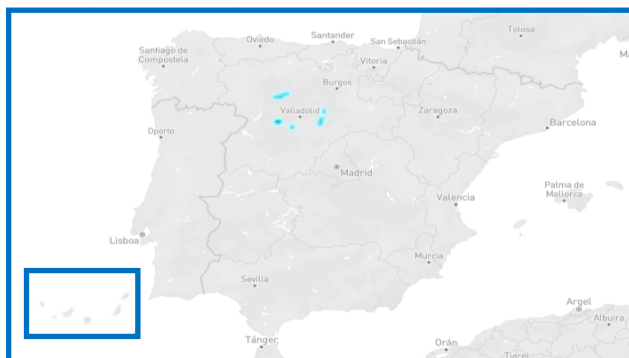 Tolosa
Santander
Oviedo
San Sebastián
Santiago de
Compostela
Vitoria
Burgos
Valladolid
Zaragoza
Barcelona
Oporto
Madrid
Palma de
Mallorca
Valencia
Lisboa
Murcia
Sevilla
Argel
Albuira
Tánger
Orán
Tiaret